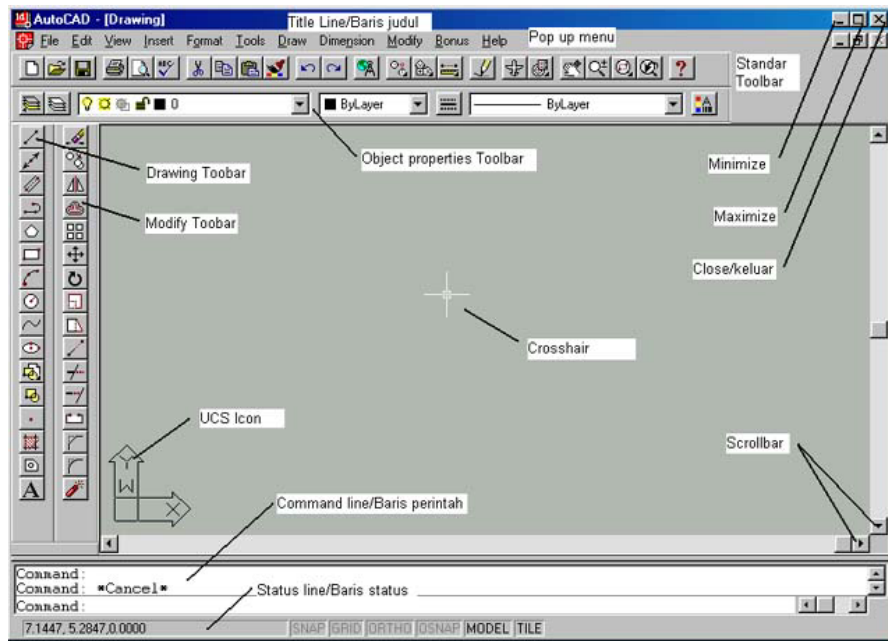 AutoCAD - [Drawing]
Title Line/Baris judul
File Edit View Insert Format Tools Draw Dimension Modify Bonus Help
Pop up menu
Standar
Toolbar
0
ByLayer
ByLayer
Object properties Toolbar
Drawing Toobar
Modify Toobar
Minimize
Maximize
Close/keluar
Crosshair
UCS Icon
Scrollbar
Y
W
X
A
Command line/Baris perintah
Command:
Command: *Cancel*
Status line/Baris status
Command:
7.1447, 5.2847,0.0000
SNAP GRID ORTHO OSNAP MODEL TILE